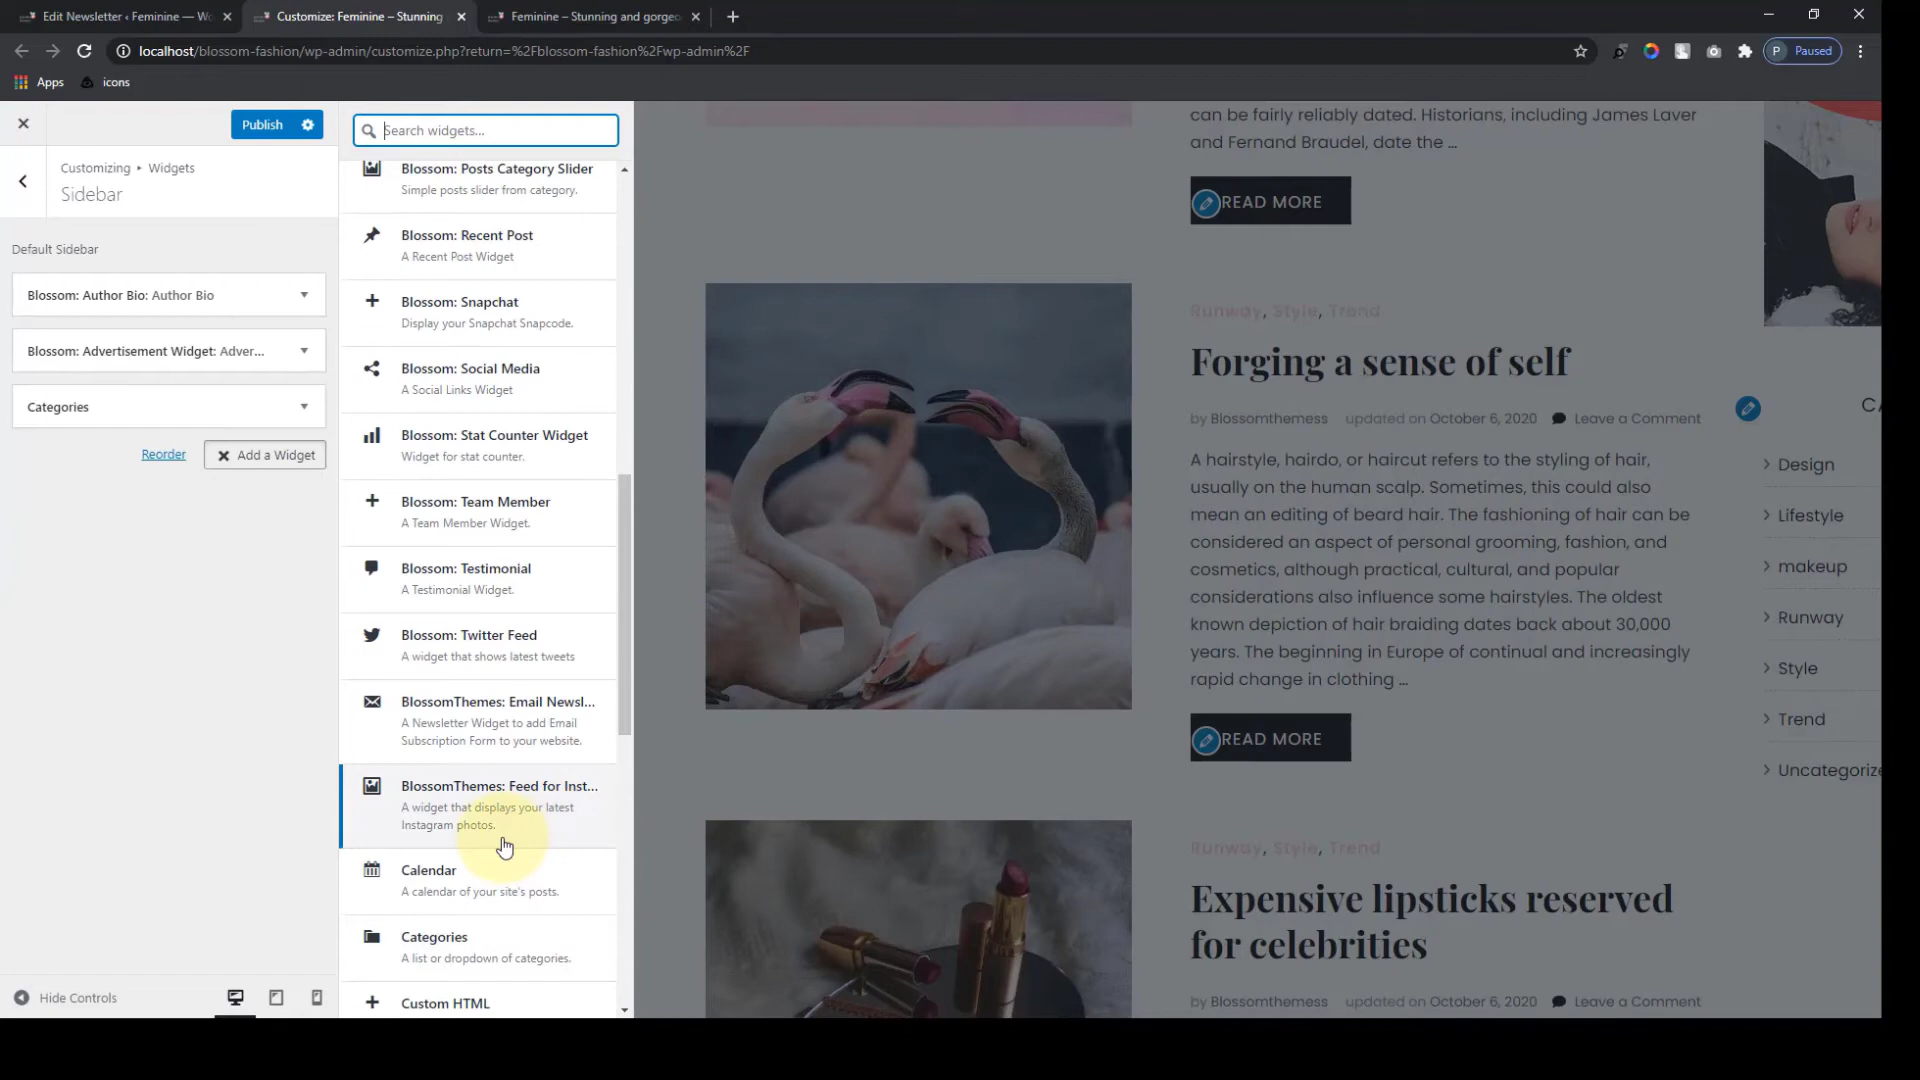 Edit Newsletter ‹ Feminine — Wo
Customize: Feminine – Stunning
Feminine – Stunning and gorgeo
localhost/blossom-fashion/wp-admin/customize.php?return=%2Fblossom-fashion%2Fwp-admin%2F
P Paused
Apps
icons
Publish
Customizing ▸ Widgets
Sidebar
Default Sidebar
Blossom: Author Bio: Author Bio
Blossom: Advertisement Widget: Adver...
Categories
Reorder
Add a Widget
Hide Controls
Search widgets...
Blossom: Posts Category Slider
Simple posts slider from category.
Blossom: Recent Post
A Recent Post Widget
Blossom: Snapchat
Display your Snapchat Snapcode.
Blossom: Social Media
A Social Links Widget
Blossom: Stat Counter Widget
Widget for stat counter.
Blossom: Team Member
A Team Member Widget.
Blossom: Testimonial
A Testimonial Widget.
Blossom: Twitter Feed
A widget that shows latest tweets
BlossomThemes: Email Newsl...
A Newsletter Widget to add Email
Subscription Form to your website.
BlossomThemes: Feed for Inst...
A widget that displays your latest
Instagram photos.
Calendar
A calendar of your site's posts.
Categories
A list or dropdown of categories.
Custom HTML
can be fairly reliably dated. Historians, including James Laver
and Fernand Braudel, date the ...
READ MORE
Runway, Style, Trend
Forging a sense of self
by Blossomthemess updated on October 6, 2020 Leave a Comment
A hairstyle, hairdo, or haircut refers to the styling of hair,
usually on the human scalp. Sometimes, this could also
mean an editing of beard hair. The fashioning of hair can be
considered an aspect of personal grooming, fashion, and
cosmetics, although practical, cultural, and popular
considerations also influence some hairstyles. The oldest
known depiction of hair braiding dates back about 30,000
years. The beginning in Europe of continual and increasingly
rapid change in clothing ...
READ MORE
Runway, Style, Trend
Expensive lipsticks reserved
for celebrities
by Blossomthemess updated on October 6, 2020 Leave a Comment
CA
Design
Lifestyle
makeup
Runway
Style
Trend
Uncategorize